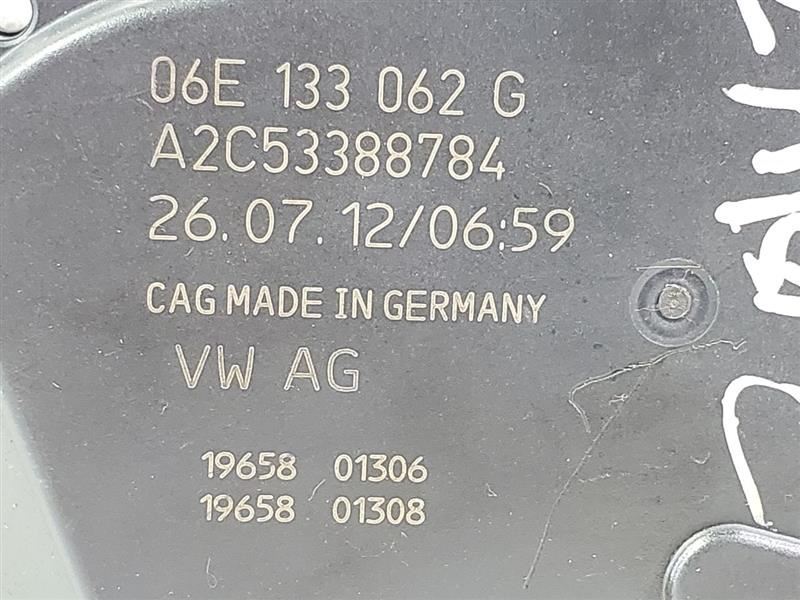 06E 133 062 G
A2C53388784
26.07.12/06:59
CAG MADE IN GERMANY
VW AG
19658 01306
19658 01308